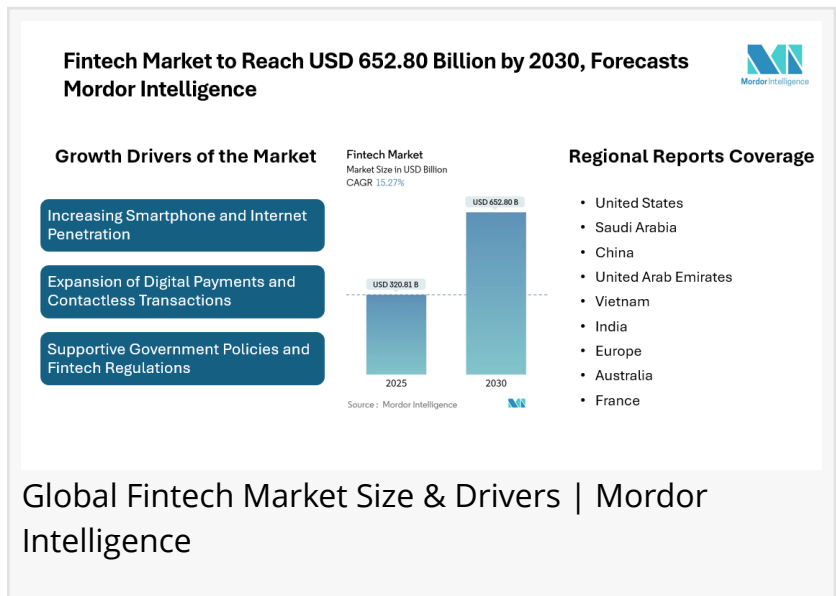 Fintech Market to Reach USD 652.80 Billion by 2030, Forecasts
Mordor Intelligence
Mordor Intelligence
Growth Drivers of the Market
Increasing Smartphone and Internet
Penetration
Expansion of Digital Payments and
Contactless Transactions
Supportive Government Policies and
Fintech Regulations
Fintech Market
Market Size in USD Billion
CAGR 15.27%
USD 652.80 B
USD 320.81 B
2025
2030
Source : Mordor Intelligence
Regional Reports Coverage
• United States
• Saudi Arabia
• China
• United Arab Emirates
• Vietnam
• India
• Europe
• Australia
• France
Global Fintech Market Size & Drivers | Mordor
Intelligence